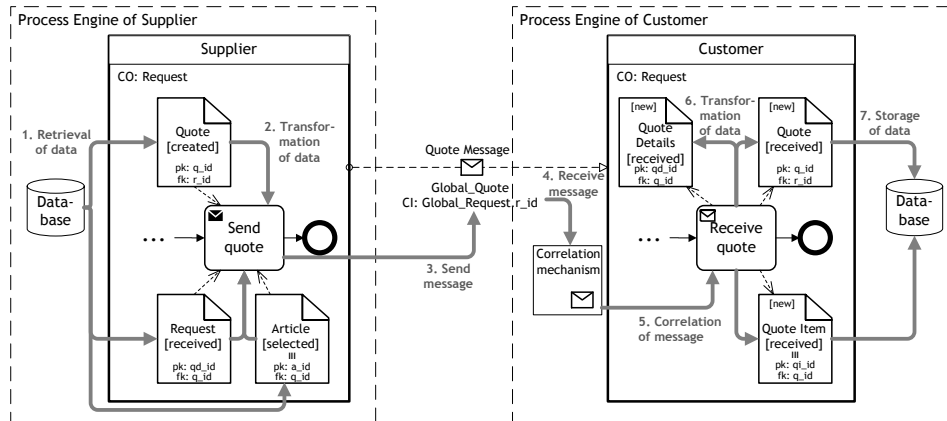 Process Engine of Supplier
Supplier
CO: Request
1. Retrieval
of data
Quote
[created]
pk: q_id
fk: r_id
2. Transfor-
mation
of data
Data-
base
...
Send
quote
Request
[received]
pk: qd_id
fk: q_id
Article
[selected]
III
pk: a_id
fk: q_id
Quote Message
Global_Quote
CI: Global_Request.r_id
3. Send
message
Process Engine of Customer
Customer
CO: Request
4. Receive
message
Correlation
mechanism
5. Correlation
of message
[new]
Quote
Details
[received]
pk: qd_id
fk: q_id
6. Transfor-
mation
of data
[new]
Quote
[received]
pk: q_id
fk: r_id
7. Storage
of data
...
Receive
quote
Data-
base
[new]
Quote Item
[received]
III
pk: qi_id
fk: q_id